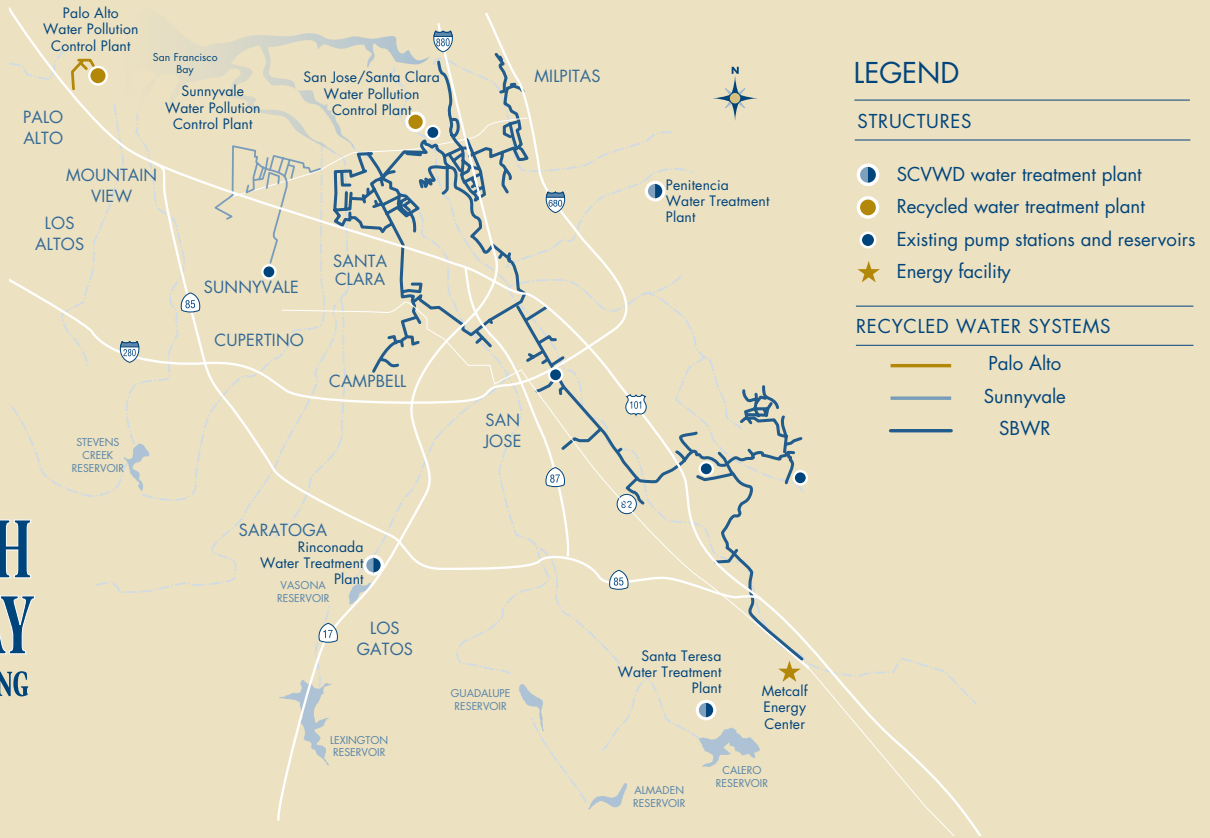 Palo Alto
Water Pollution
Control Plant
San Francisco
Bay
Sunnyvale
Water Pollution
Control Plant
San Jose/Santa Clara
Water Pollution
Control Plant
880
MILPITAS
N
PALO
ALTO
MOUNTAIN
VIEW
LOS
ALTOS
680
Penitencia
Water Treatment
Plant
SANTA
CLARA
SUNNYVALE
85
CUPERTINO
280
CAMPBELL
101
SAN
JOSE
STEVENS
CREEK
RESERVOIR
87
82
SARATOGA
Rinconada
Water Treatment
Plant
VASONA
RESERVOIR
85
17
LOS
GATOS
Santa Teresa
Water Treatment
Plant
Metcalf
Energy
Center
GUADALUPE
RESERVOIR
LEXINGTON
RESERVOIR
CALERO
RESERVOIR
ALMADEN
RESERVOIR
H
AY
NG
LEGEND
STRUCTURES
SCVWD water treatment plant
Recycled water treatment plant
Existing pump stations and reservoirs
Energy facility
RECYCLED WATER SYSTEMS
Palo Alto
Sunnyvale
SBWR